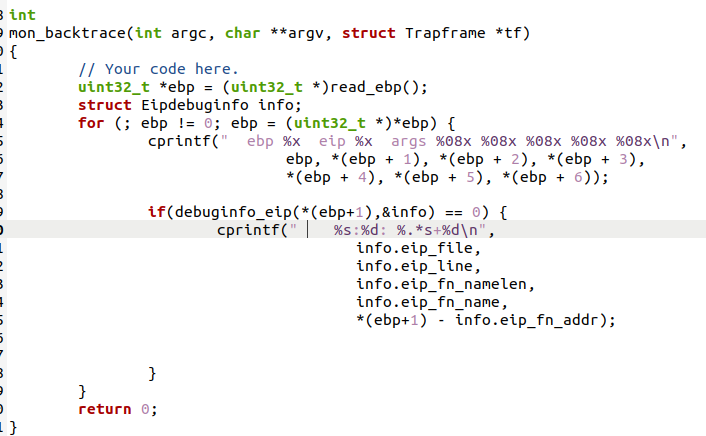 int
mon_backtrace(int argc, char **argv, struct Trapframe *tf)
{
        // Your code here.
        uint32_t *ebp = (uint32_t *)read_ebp();
        struct Eipdebuginfo info;
        for (; ebp != 0; ebp = (uint32_t *)*ebp) {
                cprintf("  ebp %x  eip %x  args %08x %08x %08x %08x %08x\n",
                                ebp, *(ebp + 1), *(ebp + 2), *(ebp + 3),
                                *(ebp + 4), *(ebp + 5), *(ebp + 6));
                if(debuginfo_eip(*(ebp+1),&info) == 0) {
                        cprintf("    %s:%d: %.*s+%d\n",
                                        info.eip_file,
                                        info.eip_line,
                                        info.eip_fn_namelen,
                                        info.eip_fn_name,
                                        *(ebp+1) - info.eip_fn_addr);
                }
        }
        return 0;
}